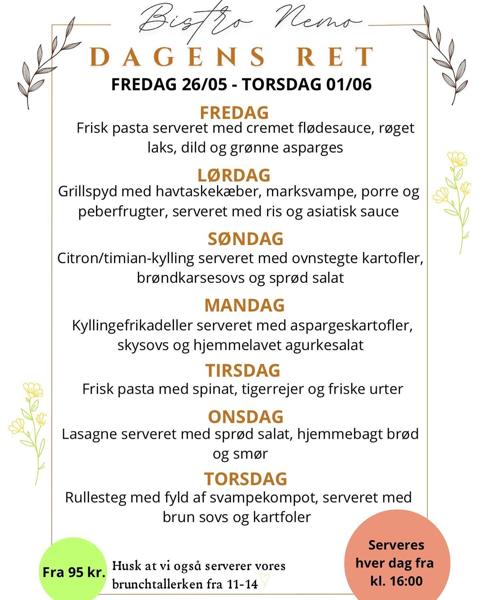 Bistro Nemo
DAGENS RET
FREDAG 26/05 - TORSDAG 01/06
FREDAG
Frisk pasta serveret med cremet flødesauce, røget
laks, dild og grønne asparges
LØRDAG
Grillspyd med havtaskekæber, marksvampe, porre og
peberfrugter, serveret med ris og asiatisk sauce
SØNDAG
Citron/timian-kylling serveret med ovnstegte kartofler,
brøndkarsesovs og sprød salat
MANDAG
Kyllingefrikadeller serveret med aspargeskartofler,
skysovs og hjemmelavet agurkesalat
TIRSDAG
Frisk pasta med spinat, tigerrejer og friske urter
ONSDAG
Lasagne serveret med sprød salat, hjemmebagt brød
og smør
TORSDAG
Rullesteg med fyld af svampekompot, serveret med
brun sovs og kartfoler
Fra 95 kr.
Husk at vi også serverer vores
brunchtallerken fra 11-14
Serveres
hver dag fra
kl. 16:00